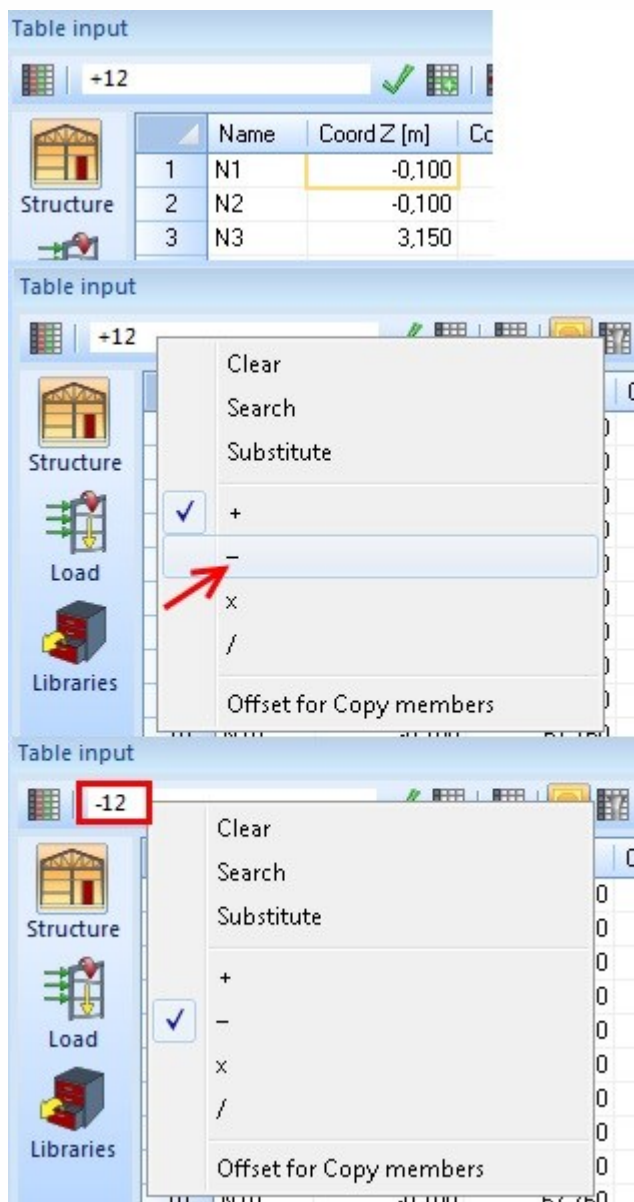 Table input
+12
Name Coord Z [m]
1 N1 -0,100
Structure 2 N2 -0,100
3 N3 3,150
Table input
+12
Clear
Search
Structure Substitute
+
Load –
x
/
Libraries
Offset for Copy members
Table input
-12
Clear
Search
Structure Substitute
+
Load –
x
/
Libraries
Offset for Copy members